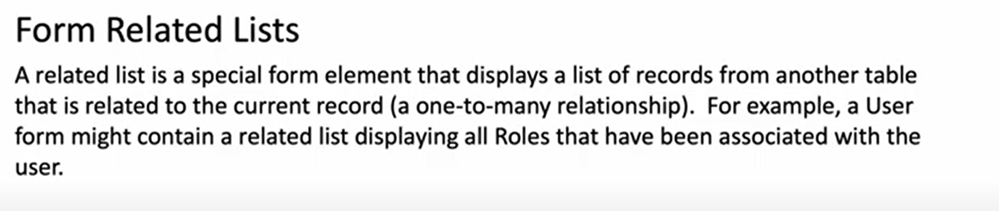 Form Related Lists
A related list is a special form element that displays a list of records from another table
that is related to the current record (a one-to-many relationship).  For example, a User
form might contain a related list displaying all Roles that have been associated with the
user.